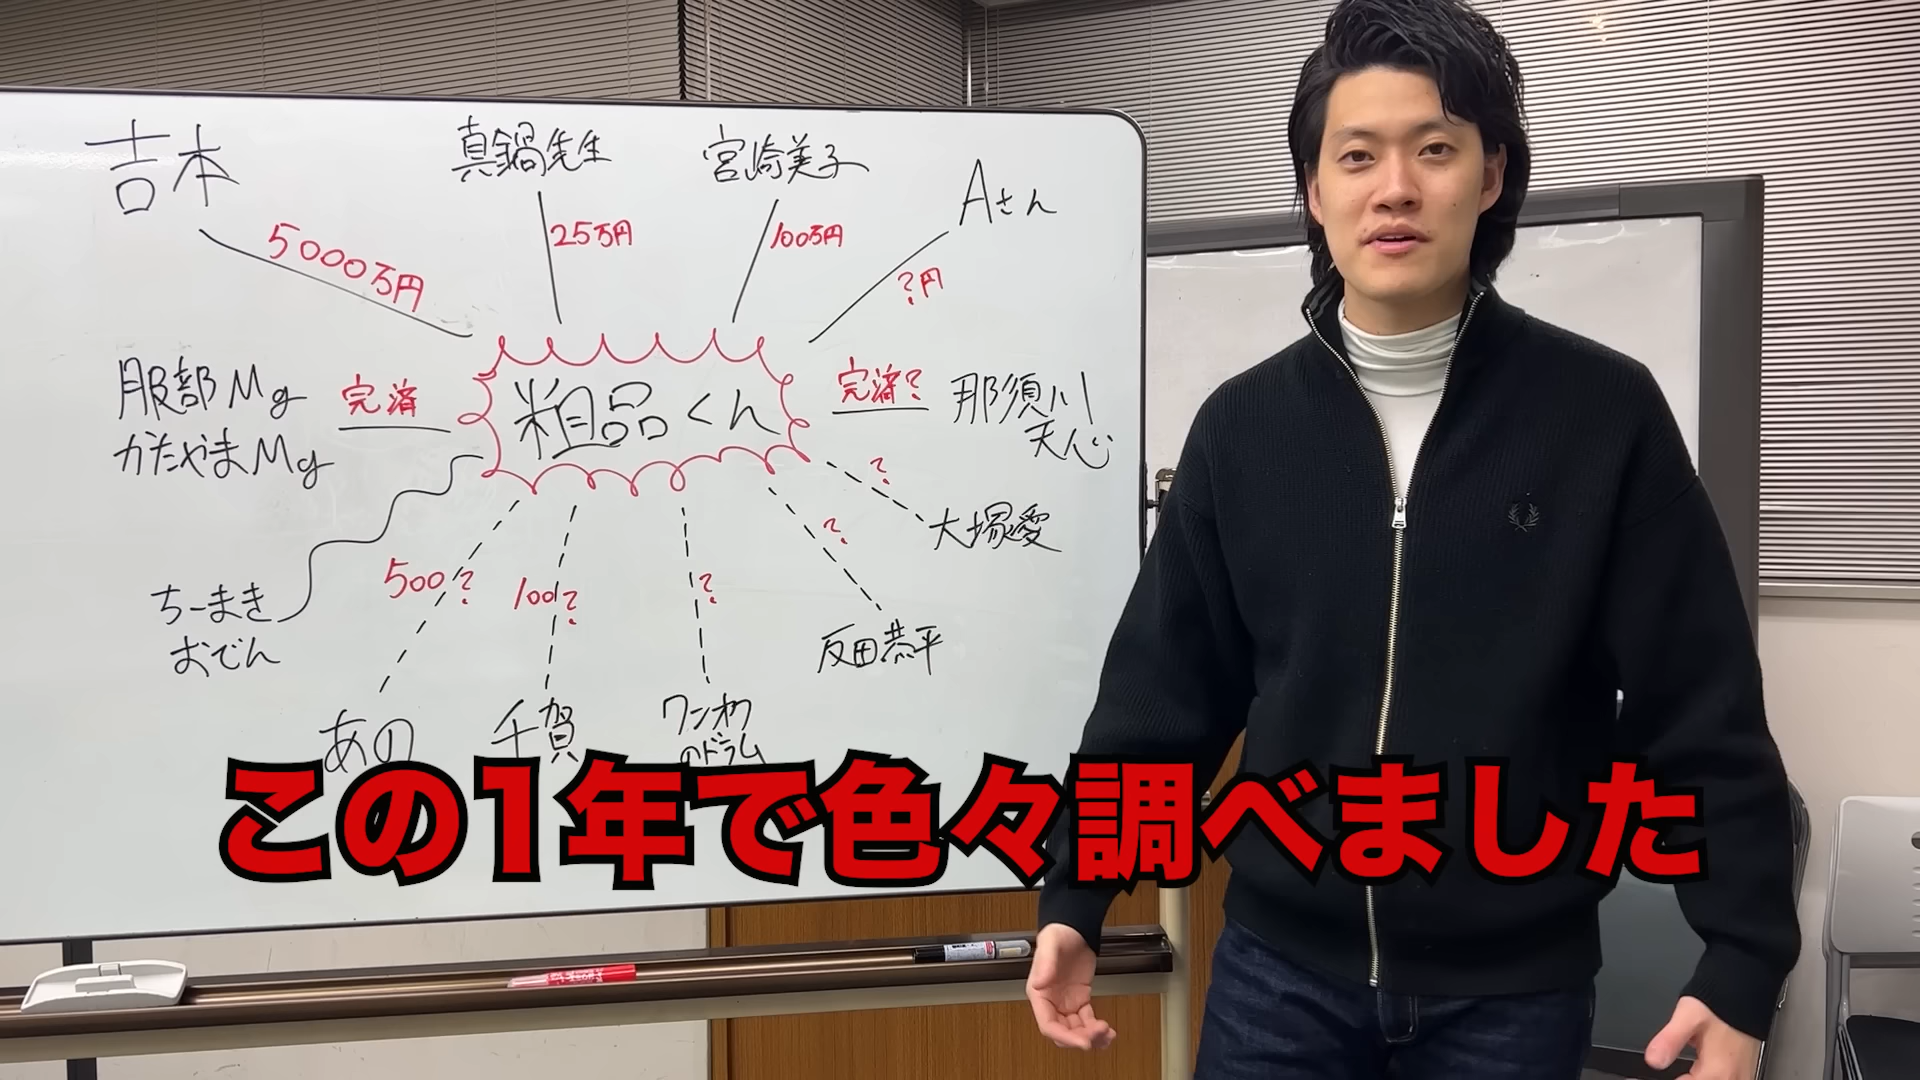 吉本
真鍋先生
宮崎美子
Aさん
5000万円
25万円
100万円
?円
服部Mg
かたやまMg
完済
粗品くん
完済?
那須川
天心
?
大塚愛
ちーまき
おでん
500?
100?
?
?
反田恭平
あの
千賀
ワンオク
のドラム
この1年で色々調べました